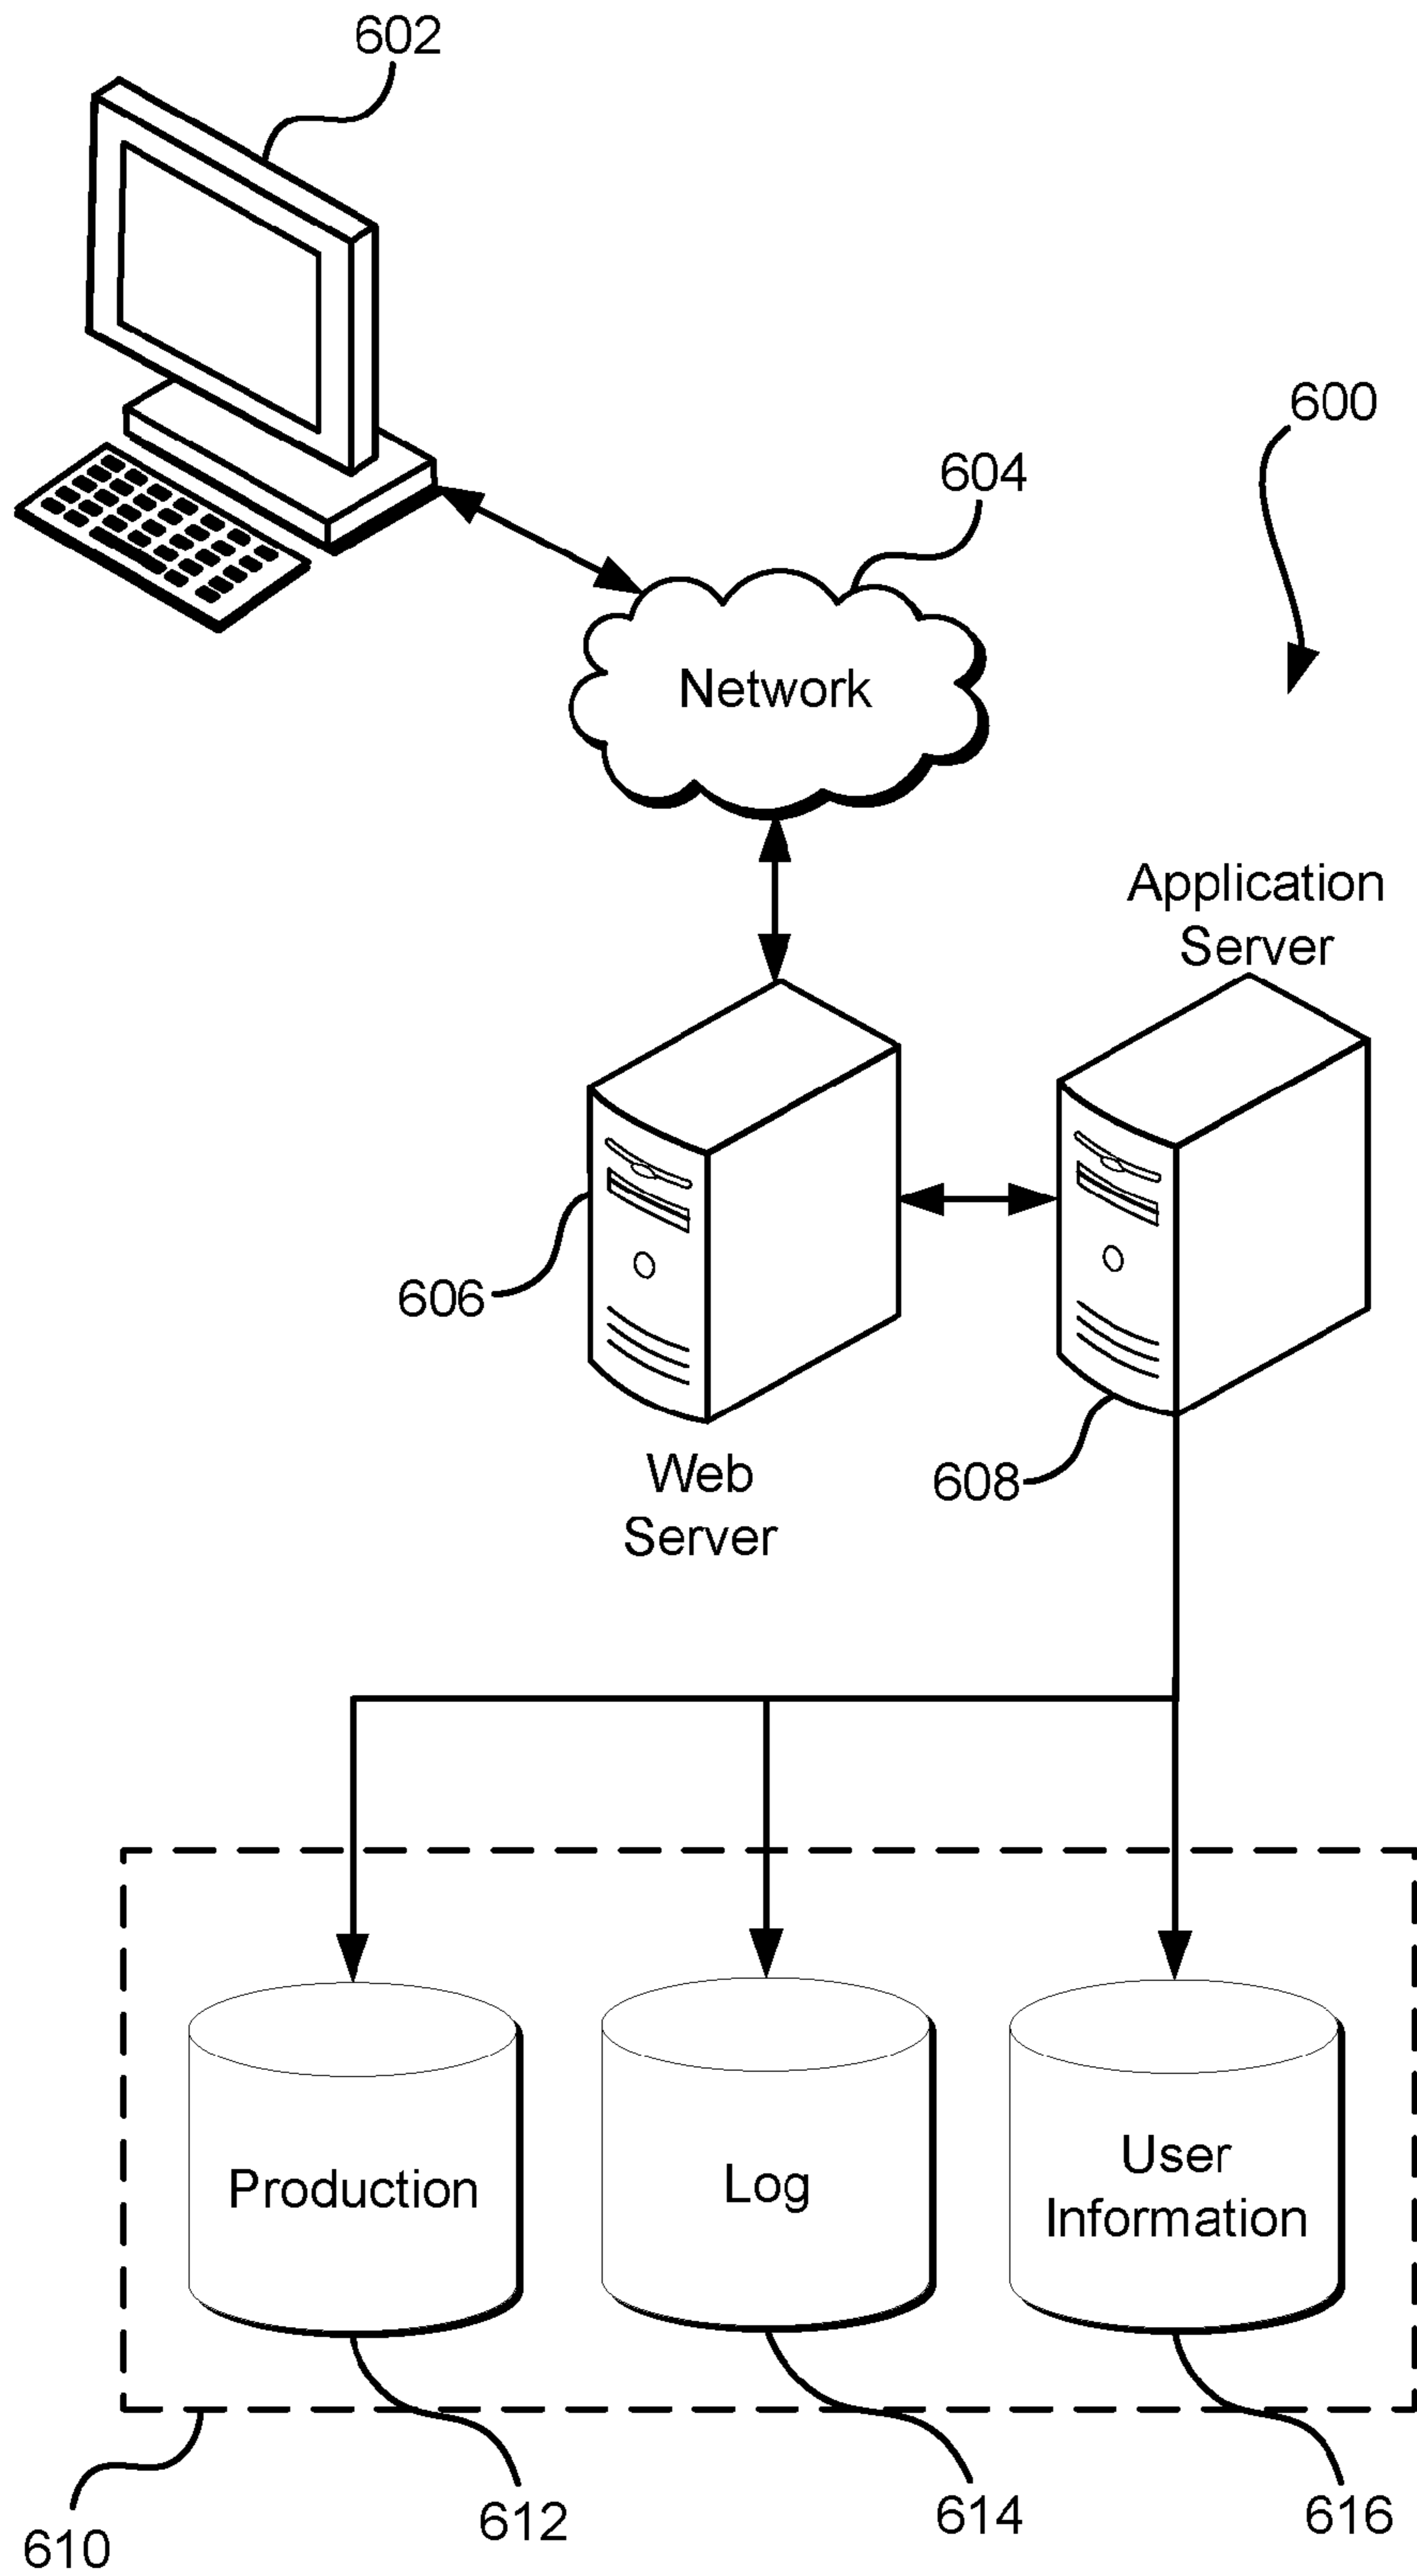 602
600
604
Network
Application
Server
606
608
Web
Server
Production
Log
User
Information
610
612
614
616